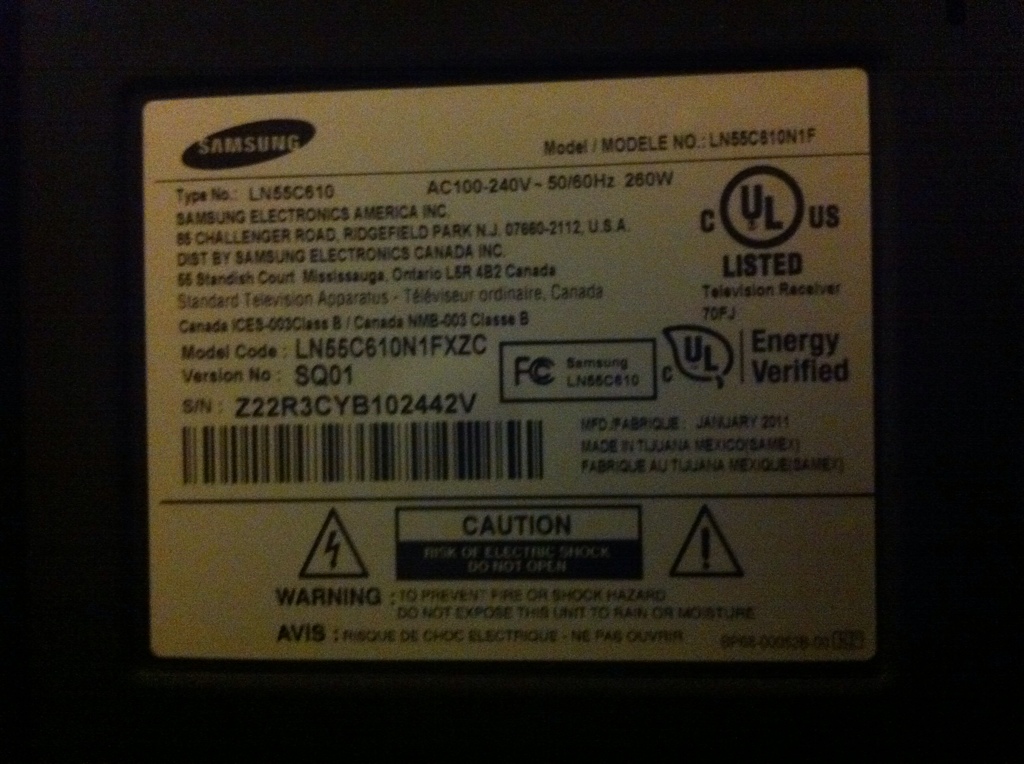 SAMSUNG
Model / MODELE NO.: LN55C610N1F
Type No.: LN55C610 AC100-240V~ 50/60Hz 260W
SAMSUNG ELECTRONICS AMERICA INC.
85 CHALLENGER ROAD, RIDGEFIELD PARK N.J. 07660-2112, U.S.A.
DIST BY SAMSUNG ELECTRONICS CANADA INC.
55 Standish Court Mississauga, Ontario L5R 4B2 Canada
Standard Television Apparatus - Téléviseur ordinaire, Canada
Canada ICES-003Class B / Canada NMB-003 Classe B
C UL US
LISTED
Television Receiver
70FJ
Model Code : LN55C610N1FXZC
Version No : SQ01
FC Samsung
LN55C610
C UL Energy
Verified
S/N : Z22R3CYB102442V
MFD./FABRIQUE : JANUARY 2011
MADE IN TIJUANA MEXICO(SAMEX)
FABRIQUE AU TIJUANA MEXIQUE(SAMEX)
CAUTION
RISK OF ELECTRIC SHOCK
DO NOT OPEN
WARNING : TO PREVENT FIRE OR SHOCK HAZARD
DO NOT EXPOSE THIS UNIT TO RAIN OR MOISTURE
AVIS : RISQUE DE CHOC ELECTRIQUE - NE PAS OUVRIR